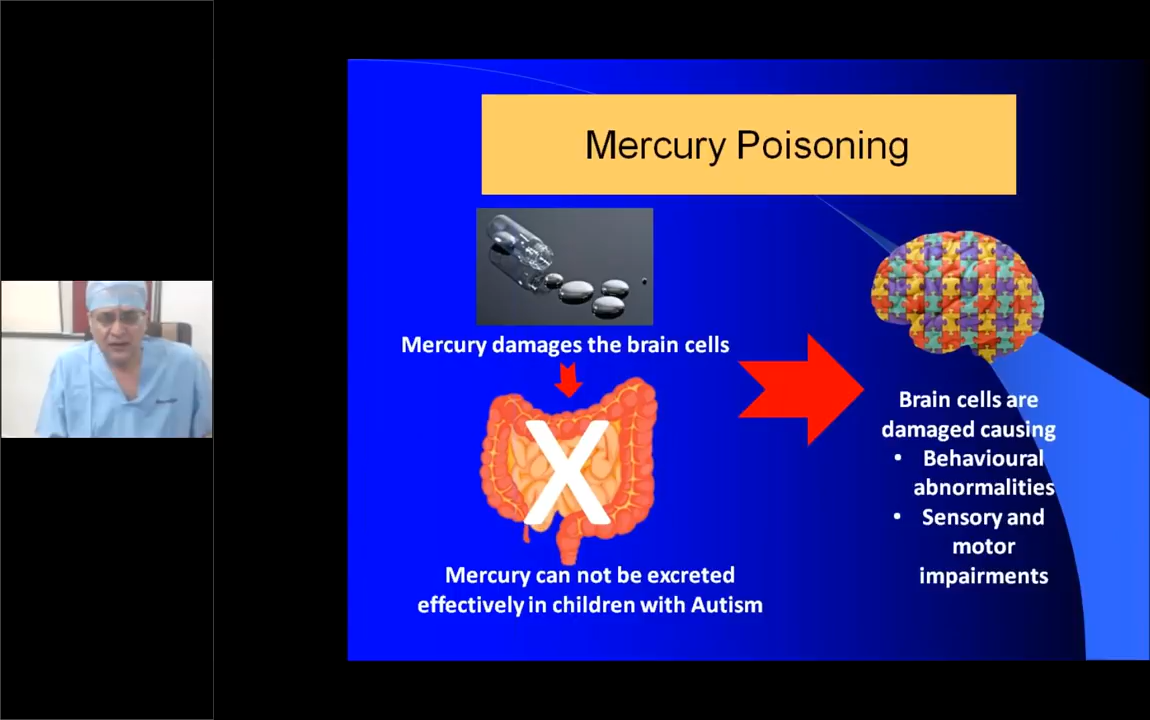 Mercury Poisoning
Mercury damages the brain cells
X
Mercury can not be excreted
effectively in children with Autism
Brain cells are
damaged causing
• Behavioural
abnormalities
• Sensory and
motor
impairments